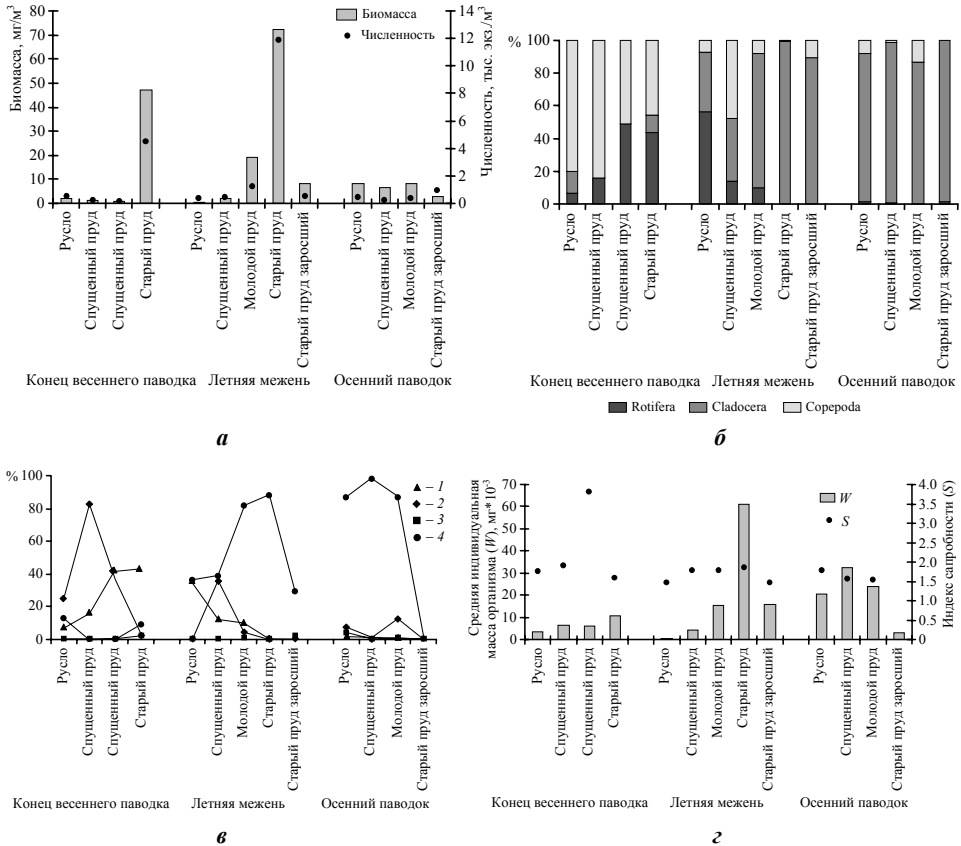 Биомасса, мг/м³
80
70
60
50
40
30
20
10
0
Биомасса
Численность
14
12
10
8
6
4
2
0
Численность, тыс. экз./м³
Русло
Спущенный пруд
Спущенный пруд
Старый пруд
Русло
Спущенный пруд
Молодой пруд
Старый пруд
Старый пруд заросший
Русло
Спущенный пруд
Молодой пруд
Старый пруд заросший
Конец весеннего паводка
Летняя межень
Осенний паводок
а
%
100
80
60
40
20
0
Русло
Спущенный пруд
Спущенный пруд
Старый пруд
Русло
Спущенный пруд
Молодой пруд
Старый пруд
Старый пруд заросший
Русло
Спущенный пруд
Молодой пруд
Старый пруд заросший
Конец весеннего паводка
Летняя межень
Осенний паводок
Rotifera
Cladocera
Copepoda
б
% 100
80
60
40
20
0
– 1
– 2
– 3
– 4
Русло
Спущенный пруд
Спущенный пруд
Старый пруд
Русло
Спущенный пруд
Молодой пруд
Старый пруд
Старый пруд заросший
Русло
Спущенный пруд
Молодой пруд
Старый пруд заросший
Конец весеннего паводка
Летняя межень
Осенний паводок
в
Средняя индивидуальная
масса организма (W), мг*10⁻³
70
60
50
40
30
20
10
0
W
S
4.0
3.5
3.0
2.5
2.0
1.5
1.0
0.5
0
Индекс сапробности (S)
Русло
Спущенный пруд
Спущенный пруд
Старый пруд
Русло
Спущенный пруд
Молодой пруд
Старый пруд
Старый пруд заросший
Русло
Спущенный пруд
Молодой пруд
Старый пруд заросший
Конец весеннего паводка
Летняя межень
Осенний паводок
г